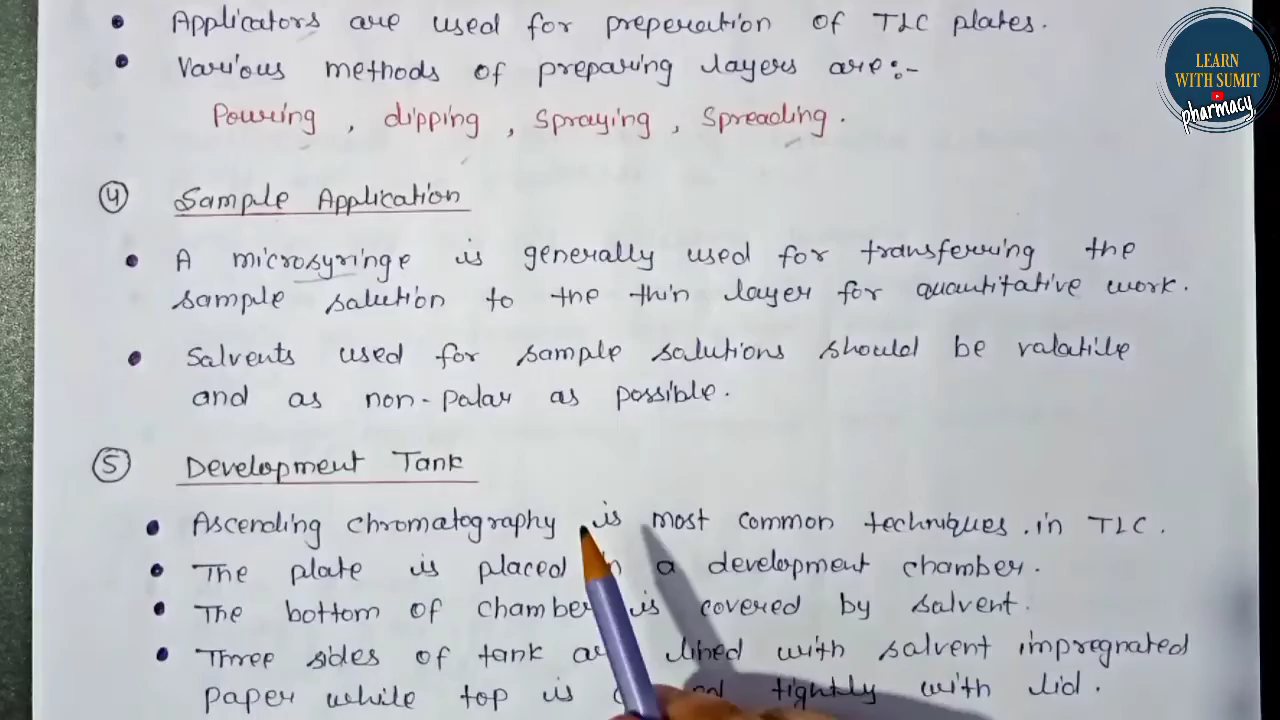 • Applicators are used for preperation of TLC plates.
• Various methods of preparing layers are:-
Pouring , dipping , Spraying , Spreading .
④ Sample Application
• A microsyringe is generally used for transferring the
sample solution to the thin layer for quantitative work.
• Solvents used for sample solutions should be volatile
and as non-polar as possible.
⑤ Development Tank
• Ascending chromatography is most common techniques . in TLC.
• The plate is placed in a development chamber.
• The bottom of chamber is covered by solvent.
• Three sides of tank are lined with solvent impregnated
paper while top is tightly with lid.
LEARN
WITH SUMIT
pharmacy